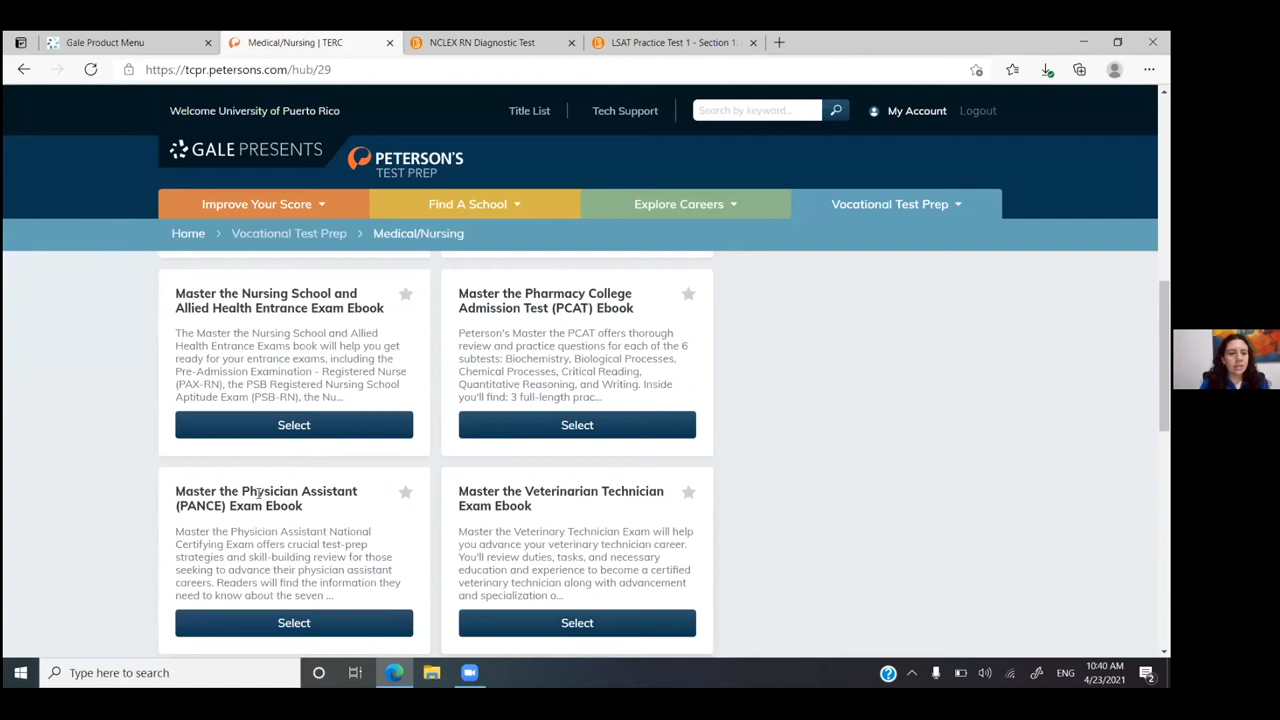 Gale Product Menu
Medical/Nursing | TERC
NCLEX RN Diagnostic Test
LSAT Practice Test 1 - Section 1:
https://tcpr.petersons.com/hub/29
Welcome University of Puerto Rico
Title List
Tech Support
Search by keyword...
My Account
Logout
GALE PRESENTS
PETERSON'S
TEST PREP
Improve Your Score
Find A School
Explore Careers
Vocational Test Prep
Home > Vocational Test Prep > Medical/Nursing
Master the Nursing School and
Allied Health Entrance Exam Ebook
The Master the Nursing School and Allied
Health Entrance Exams book will help you get
ready for your entrance exams, including the
Pre-Admission Examination - Registered Nurse
(PAX-RN), the PSB Registered Nursing School
Aptitude Exam (PSB-RN), the Nu...
Select
Master the Pharmacy College
Admission Test (PCAT) Ebook
Peterson's Master the PCAT offers thorough
review and practice questions for each of the 6
subtests: Biochemistry, Biological Processes,
Chemical Processes, Critical Reading,
Quantitative Reasoning, and Writing. Inside
you'll find: 3 full-length prac...
Select
Master the Physician Assistant
(PANCE) Exam Ebook
Master the Physician Assistant National
Certifying Exam offers crucial test-prep
strategies and skill-building review for those
seeking to advance their physician assistant
careers. Readers will find the information they
need to know about the seven ...
Select
Master the Veterinarian Technician
Exam Ebook
Master the Veterinary Technician Exam will help
you advance your veterinary technician career.
You'll review duties, tasks, and necessary
education and experience to become a certified
veterinary technician along with advancement
and specialization o...
Select
Type here to search
ENG
10:40 AM
4/23/2021
2